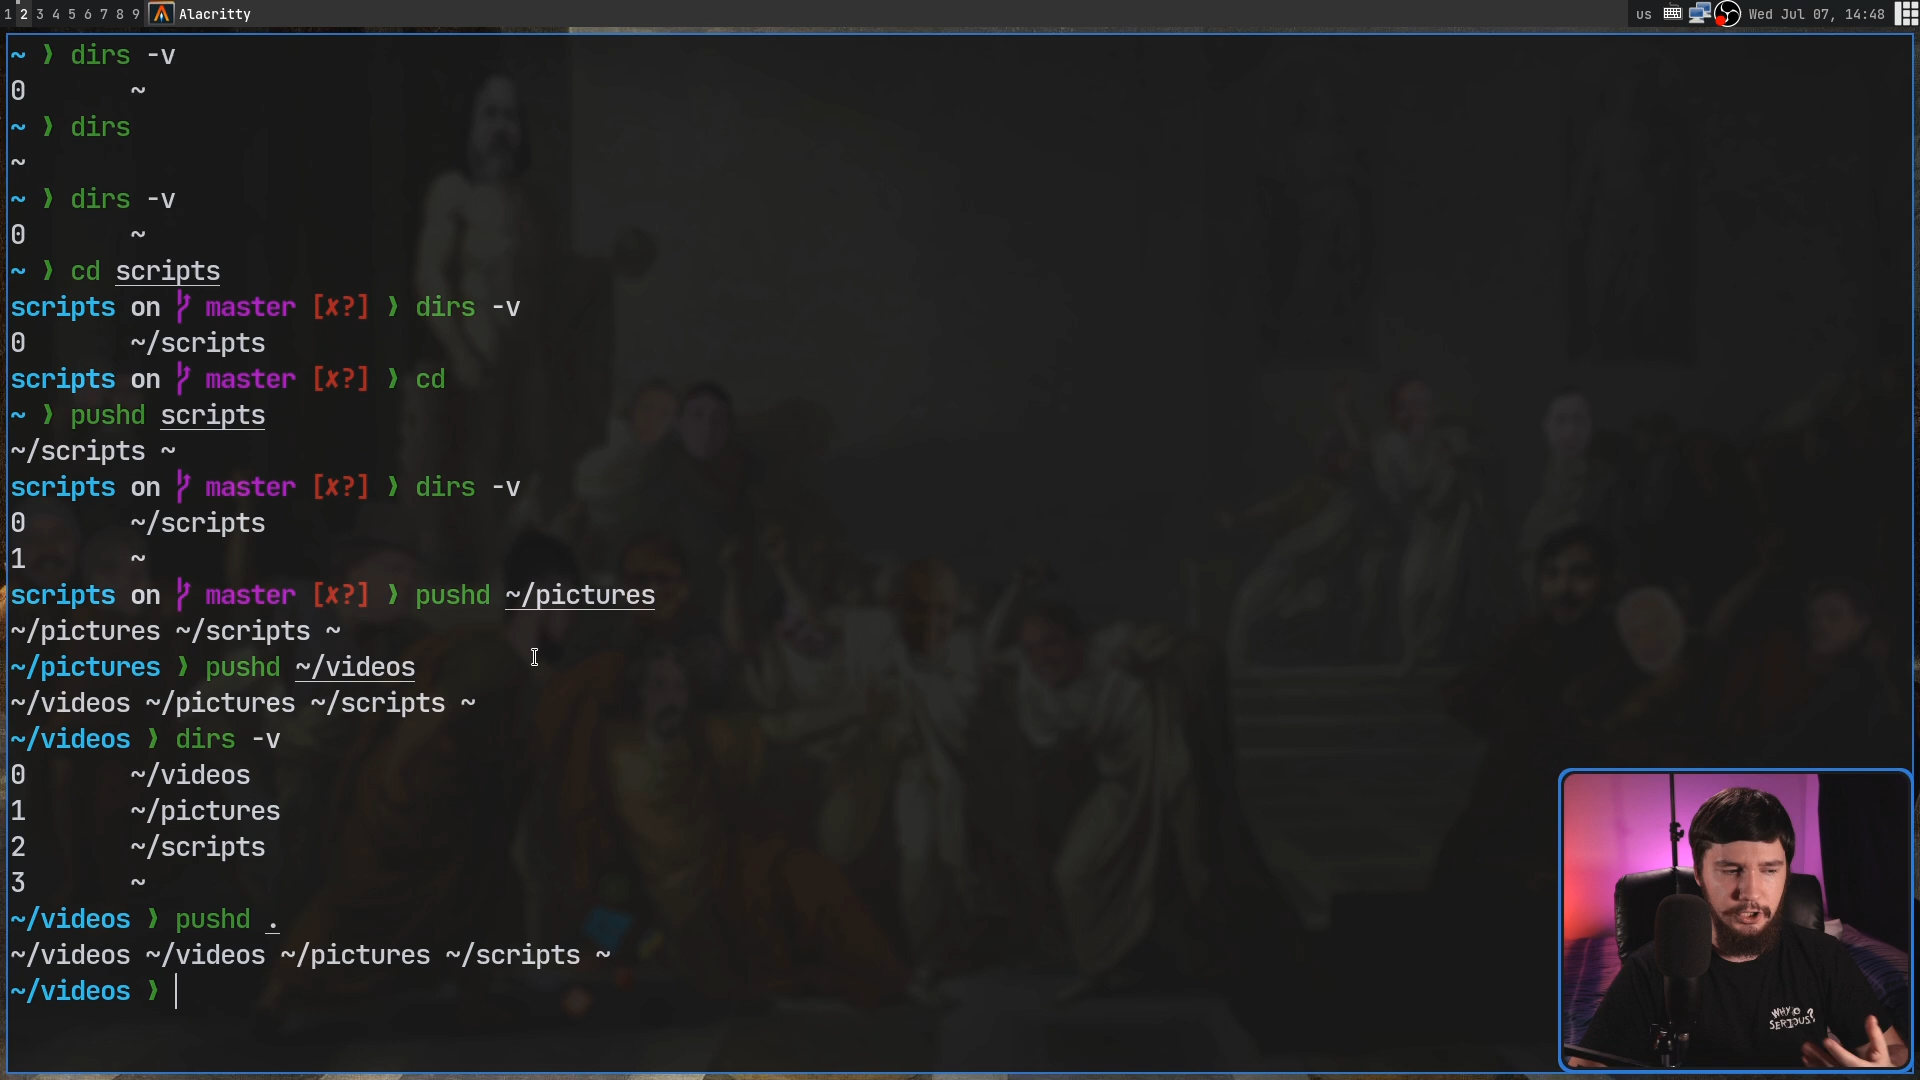 1 2 3 4 5 6 7 8 9 Alacritty us Wed Jul 07, 14:48
~ ❯ dirs -v
0 ~
~ ❯ dirs
~
~ ❯ dirs -v
0 ~
~ ❯ cd scripts
scripts on master [✘?] ❯ dirs -v
0 ~/scripts
scripts on master [✘?] ❯ cd
~ ❯ pushd scripts
~/scripts ~
scripts on master [✘?] ❯ dirs -v
0 ~/scripts
1 ~
scripts on master [✘?] ❯ pushd ~/pictures
~/pictures ~/scripts ~
~/pictures ❯ pushd ~/videos
~/videos ~/pictures ~/scripts ~
~/videos ❯ dirs -v
0 ~/videos
1 ~/pictures
2 ~/scripts
3 ~
~/videos ❯ pushd .
~/videos ~/videos ~/pictures ~/scripts ~
~/videos ❯
WHY SO
SERIOUS?